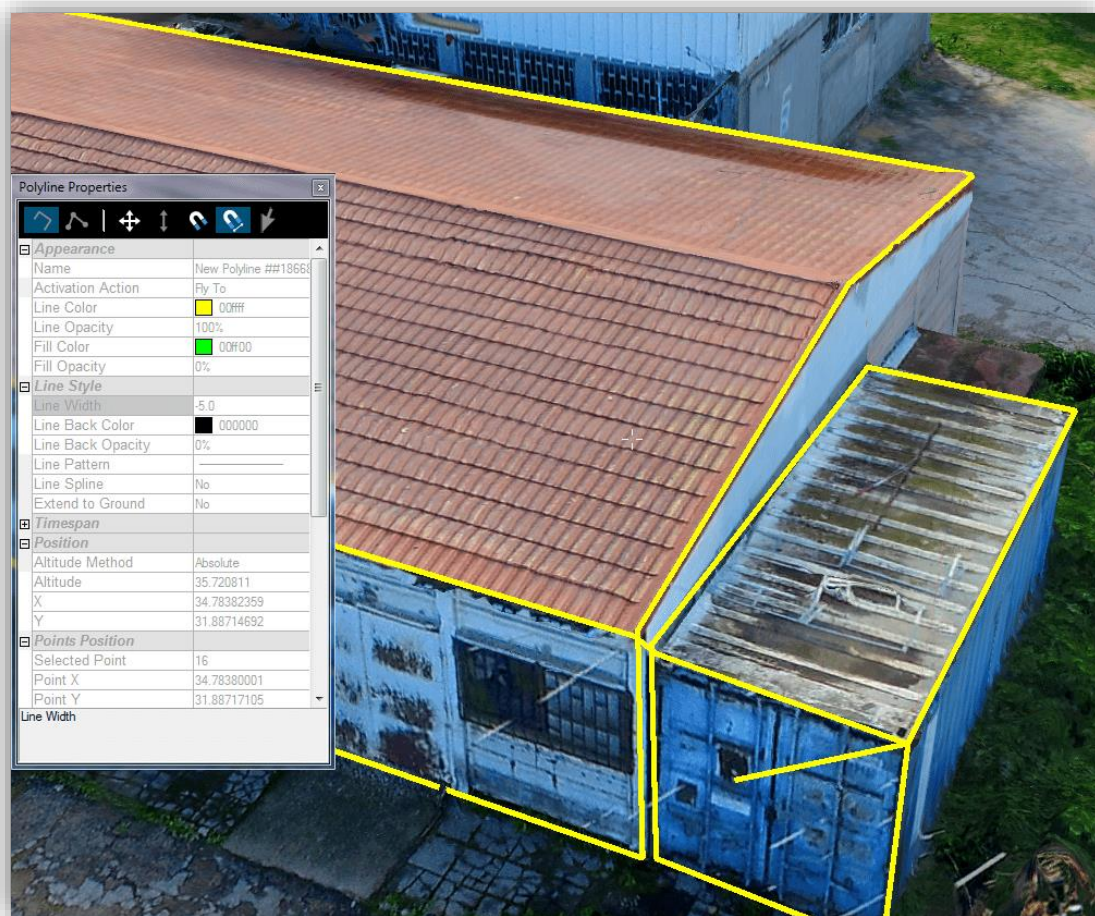 Polyline Properties
x
Appearance
Name New Polyline ##18668
Activation Action Fly To
Line Color 00ffff
Line Opacity 100%
Fill Color 00ff00
Fill Opacity 0%
Line Style
Line Width -5.0
Line Back Color 000000
Line Back Opacity 0%
Line Pattern
Line Spline No
Extend to Ground No
Timespan
Position
Altitude Method Absolute
Altitude 35.720811
X 34.78382359
Y 31.88714692
Points Position
Selected Point 16
Point X 34.78380001
Point Y 31.88717105
Line Width